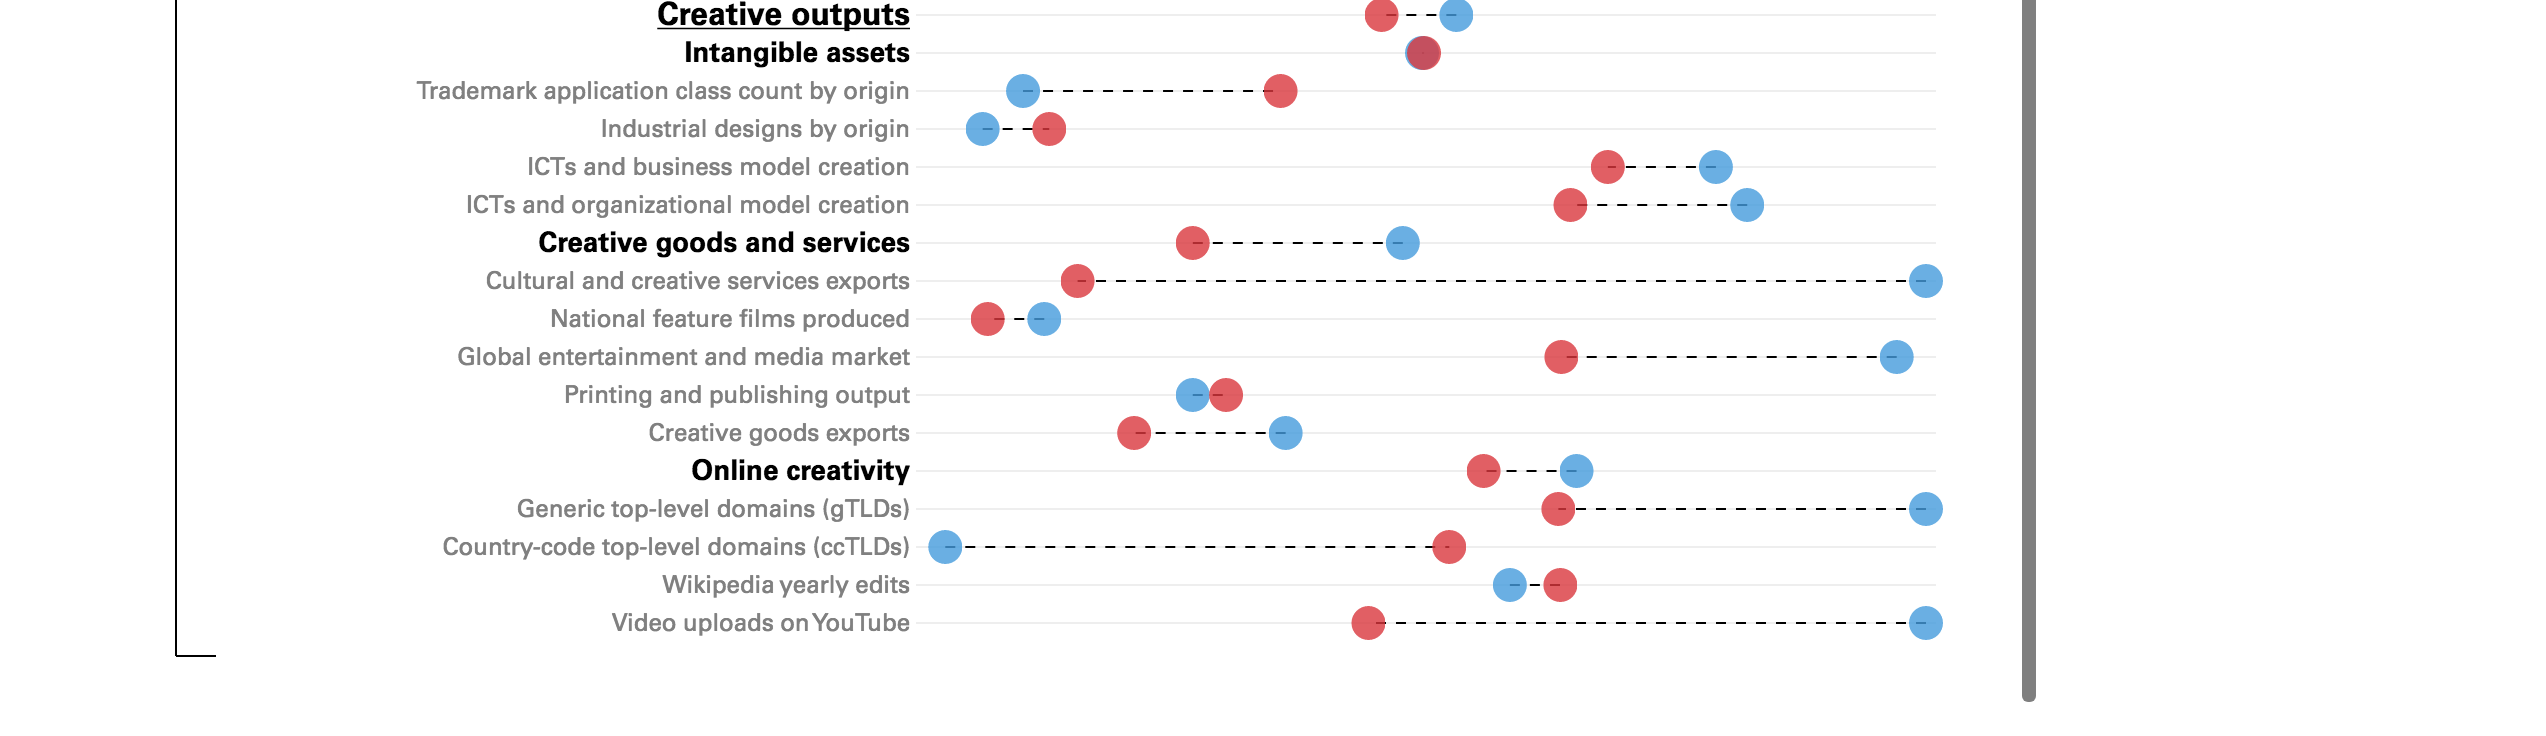 Creative outputs
Intangible assets
Trademark application class count by origin
Industrial designs by origin
ICTs and business model creation
ICTs and organizational model creation
Creative goods and services
Cultural and creative services exports
National feature films produced
Global entertainment and media market
Printing and publishing output
Creative goods exports
Online creativity
Generic top-level domains (gTLDs)
Country-code top-level domains (ccTLDs)
Wikipedia yearly edits
Video uploads on YouTube